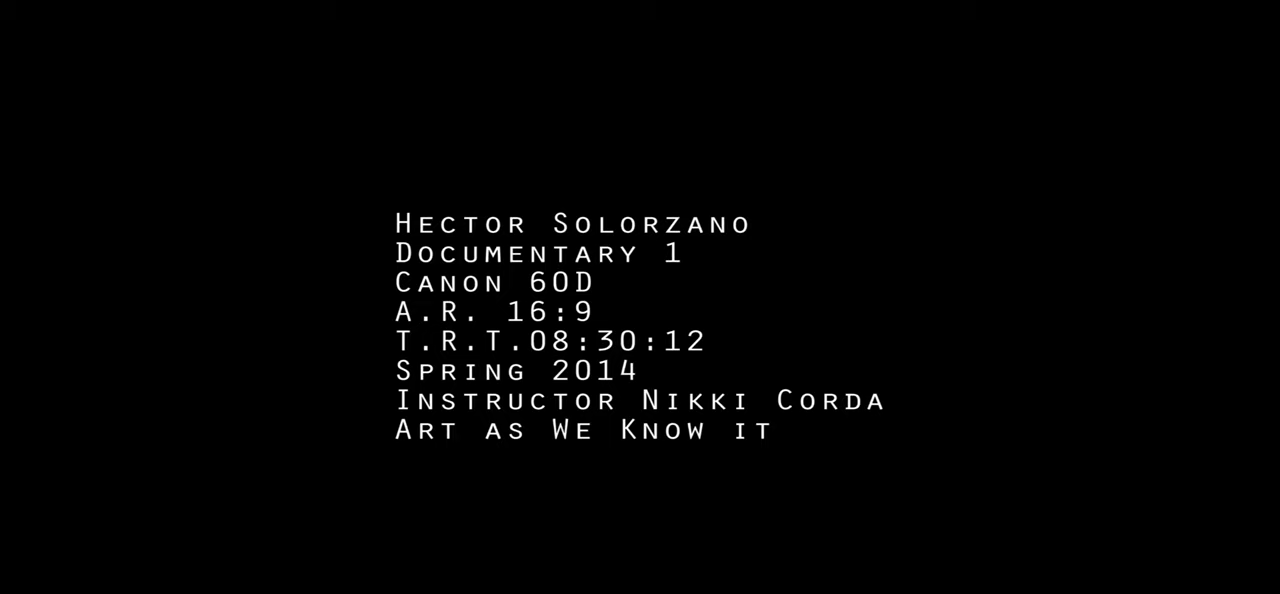 Hector Solorzano
Documentary 1
Canon 60D
A.R. 16:9
T.R.T.08:30:12
Spring 2014
Instructor Nikki Corda
Art as We Know it